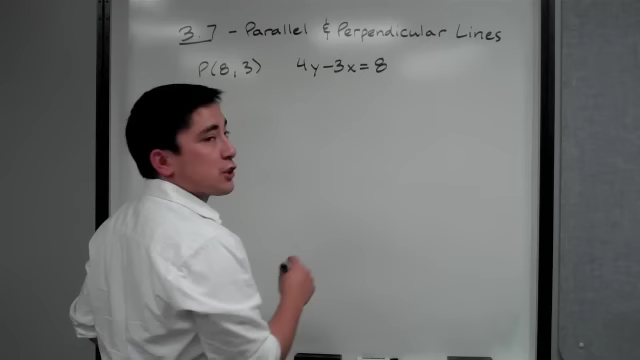 3.7 - Parallel & Perpendicular Lines
P(8,3) 4y-3x=8